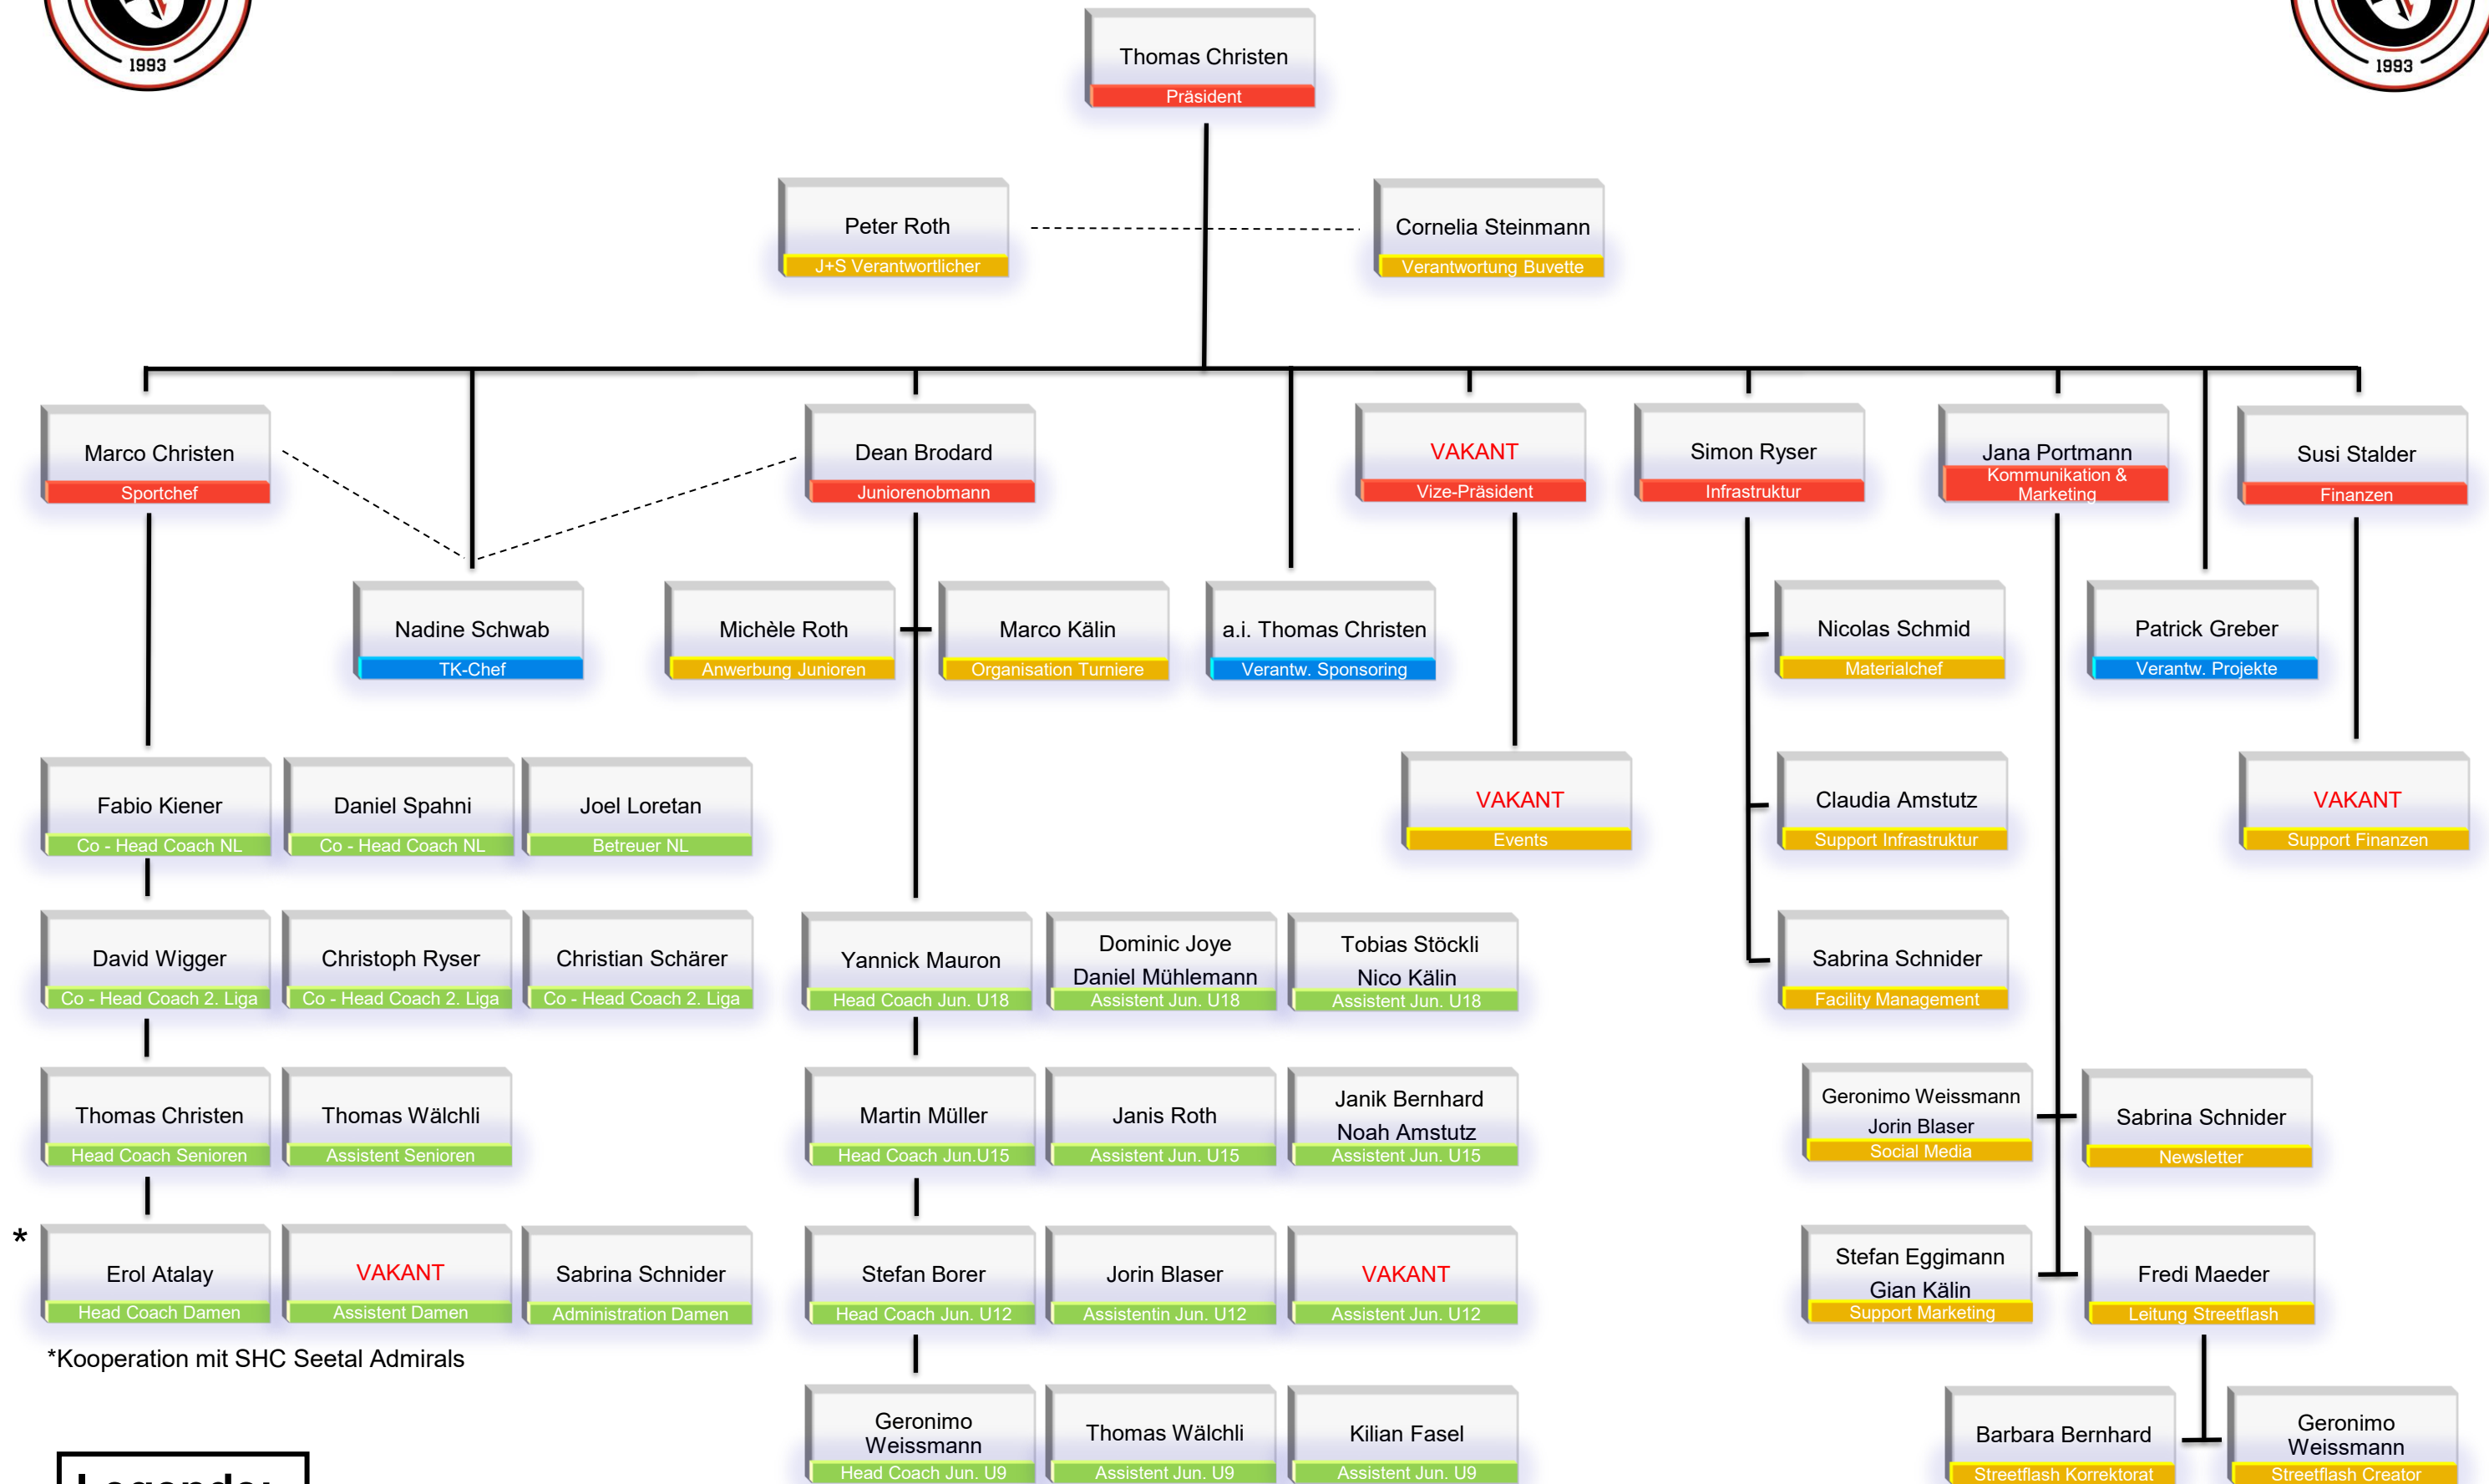 1993
1993
Thomas Christen
Präsident
Peter Roth
J+S Verantwortlicher
Cornelia Steinmann
Verantwortung Buvette
Marco Christen
Sportchef
Dean Brodard
Juniorenobmann
VAKANT
Vize-Präsident
Simon Ryser
Infrastruktur
Jana Portmann
Kommunikation &
Marketing
Susi Stalder
Finanzen
Nadine Schwab
TK-Chef
Michèle Roth
Anwerbung Junioren
Marco Kälin
Organisation Turniere
a.i. Thomas Christen
Verantw. Sponsoring
Nicolas Schmid
Materialchef
Patrick Greber
Verantw. Projekte
Fabio Kiener
Co - Head Coach NL
Daniel Spahni
Co - Head Coach NL
Joel Loretan
Betreuer NL
VAKANT
Events
Claudia Amstutz
Support Infrastruktur
VAKANT
Support Finanzen
David Wigger
Co - Head Coach 2. Liga
Christoph Ryser
Co - Head Coach 2. Liga
Christian Schärer
Co - Head Coach 2. Liga
Yannick Mauron
Head Coach Jun. U18
Dominic Joye
Daniel Mühlemann
Assistent Jun. U18
Tobias Stöckli
Nico Kälin
Assistent Jun. U18
Sabrina Schnider
Facility Management
Thomas Christen
Head Coach Senioren
Thomas Wälchli
Assistent Senioren
Martin Müller
Head Coach Jun.U15
Janis Roth
Assistent Jun. U15
Janik Bernhard
Noah Amstutz
Assistent Jun. U15
Geronimo Weissmann
Jorin Blaser
Social Media
Sabrina Schnider
Newsletter
*
Erol Atalay
Head Coach Damen
VAKANT
Assistent Damen
Sabrina Schnider
Administration Damen
Stefan Borer
Head Coach Jun. U12
Jorin Blaser
Assistentin Jun. U12
VAKANT
Assistent Jun. U12
Stefan Eggimann
Gian Kälin
Support Marketing
Fredi Maeder
Leitung Streetflash
*Kooperation mit SHC Seetal Admirals
Geronimo
Weissmann
Head Coach Jun. U9
Thomas Wälchli
Assistent Jun. U9
Kilian Fasel
Assistent Jun. U9
Barbara Bernhard
Streetflash Korrektorat
Geronimo
Weissmann
Streetflash Creator
Legende: